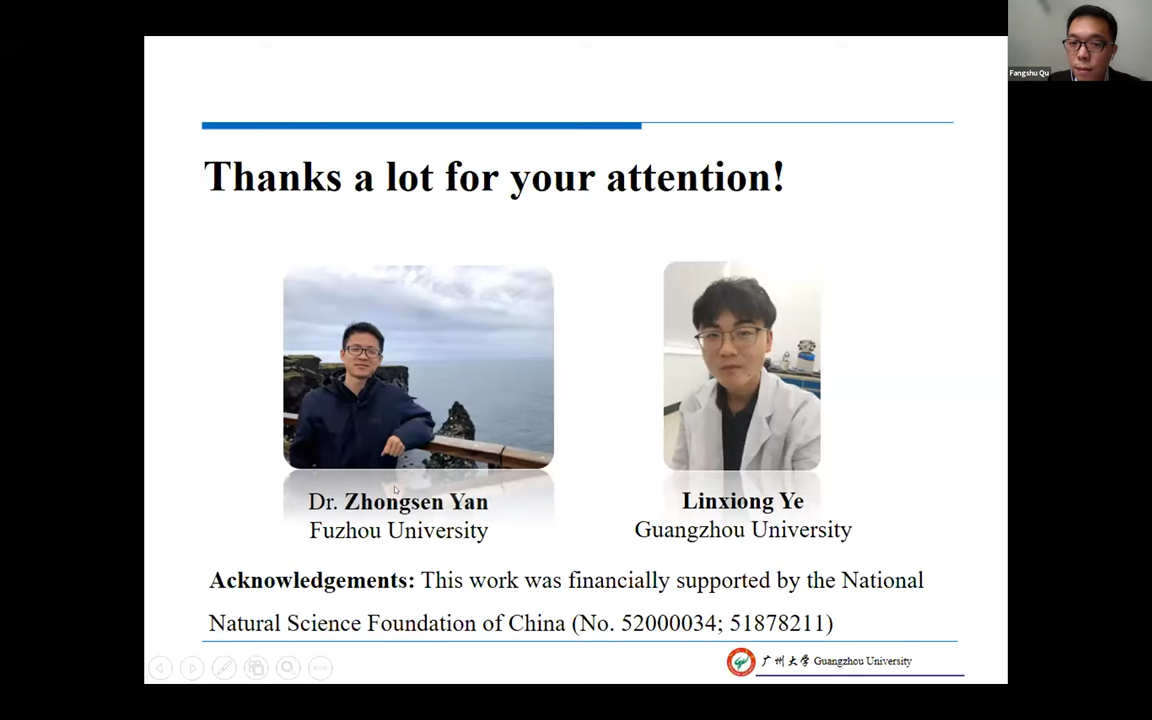 Fangshu Qu
Thanks a lot for your attention!
Dr. Zhongsen Yan
Fuzhou University
Linxiong Ye
Guangzhou University
Acknowledgements: This work was financially supported by the National
Natural Science Foundation of China (No. 52000034; 51878211)
广州大学 Guangzhou University